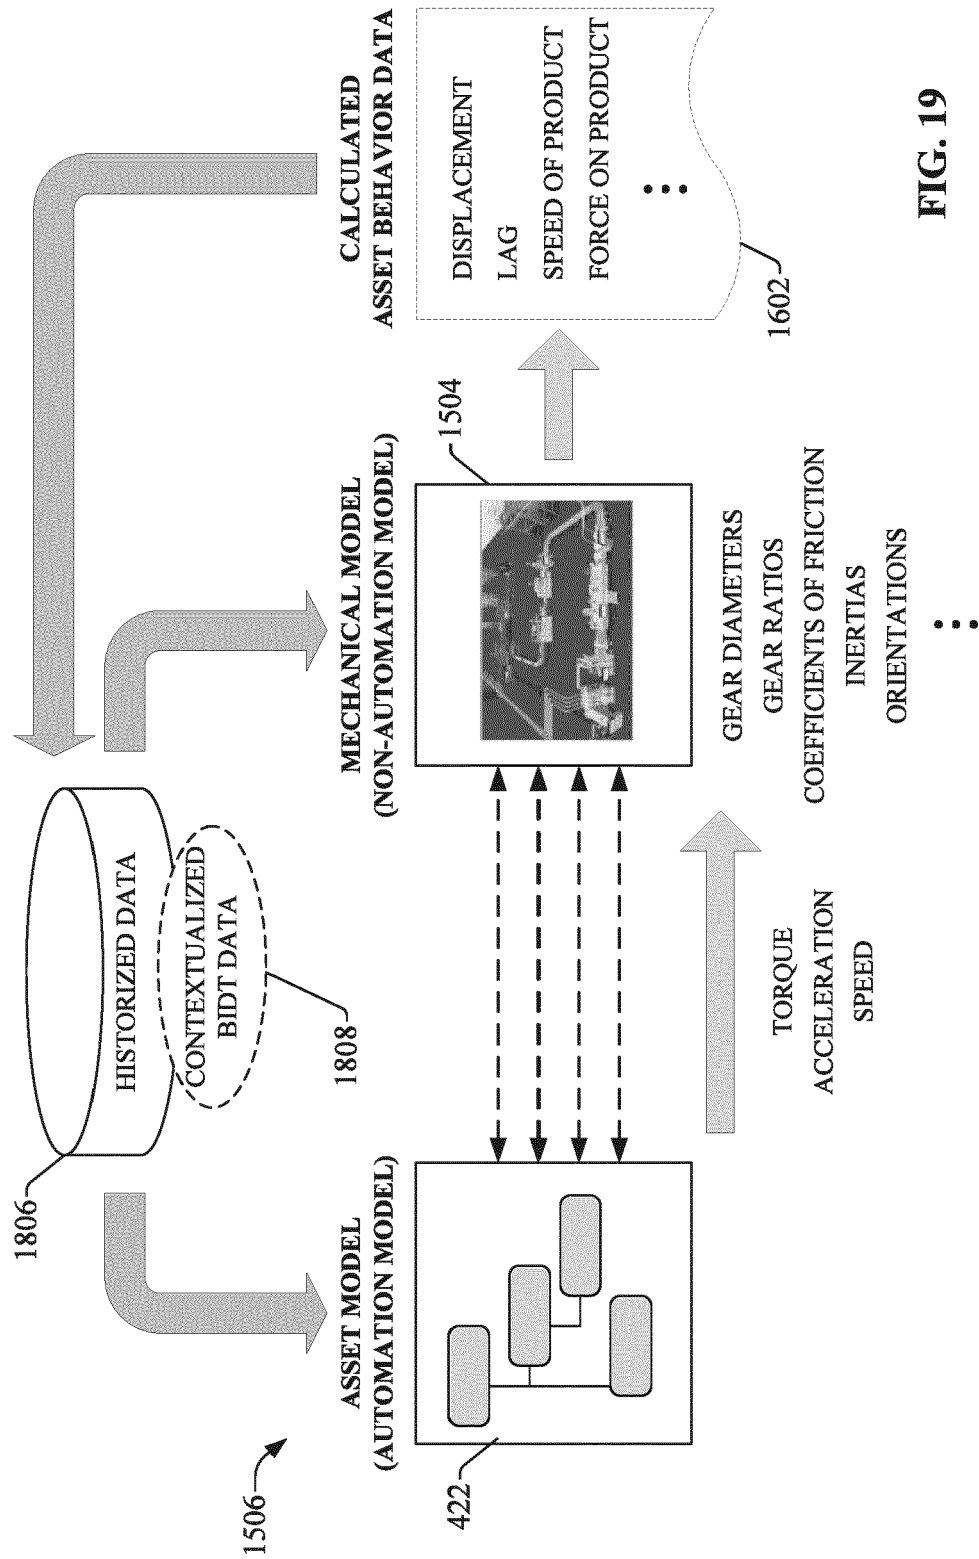 1506
1806
HISTORIZED DATA
CONTEXTUALIZED
BIDT DATA
1808
ASSET MODEL
(AUTOMATION MODEL)
422
MECHANICAL MODEL
(NON-AUTOMATION MODEL)
1504
CALCULATED
ASSET BEHAVIOR DATA
DISPLACEMENT
LAG
SPEED OF PRODUCT
FORCE ON PRODUCT
1602
TORQUE
ACCELERATION
SPEED
GEAR DIAMETERS
GEAR RATIOS
COEFFICIENTS OF FRICTION
INERTIAS
ORIENTATIONS
FIG. 19